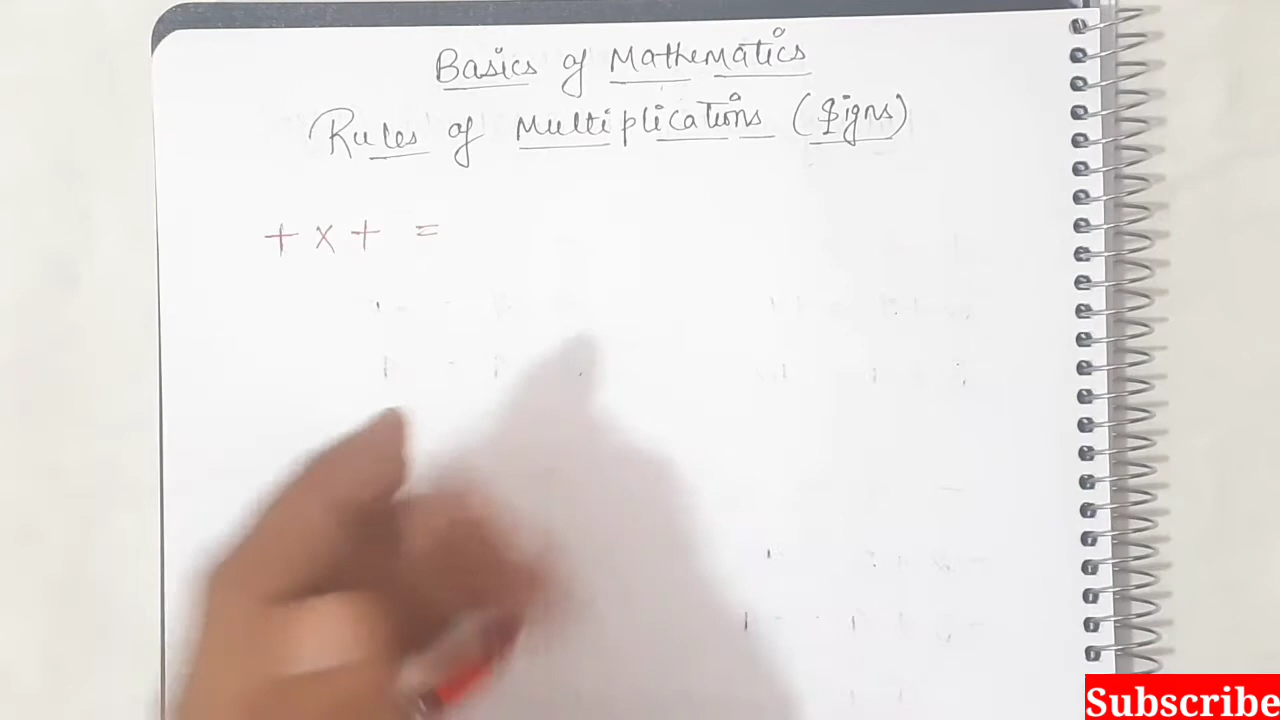 Basics of Mathematics
Rules of Multiplications (Signs)
+ x + =
Subscribe